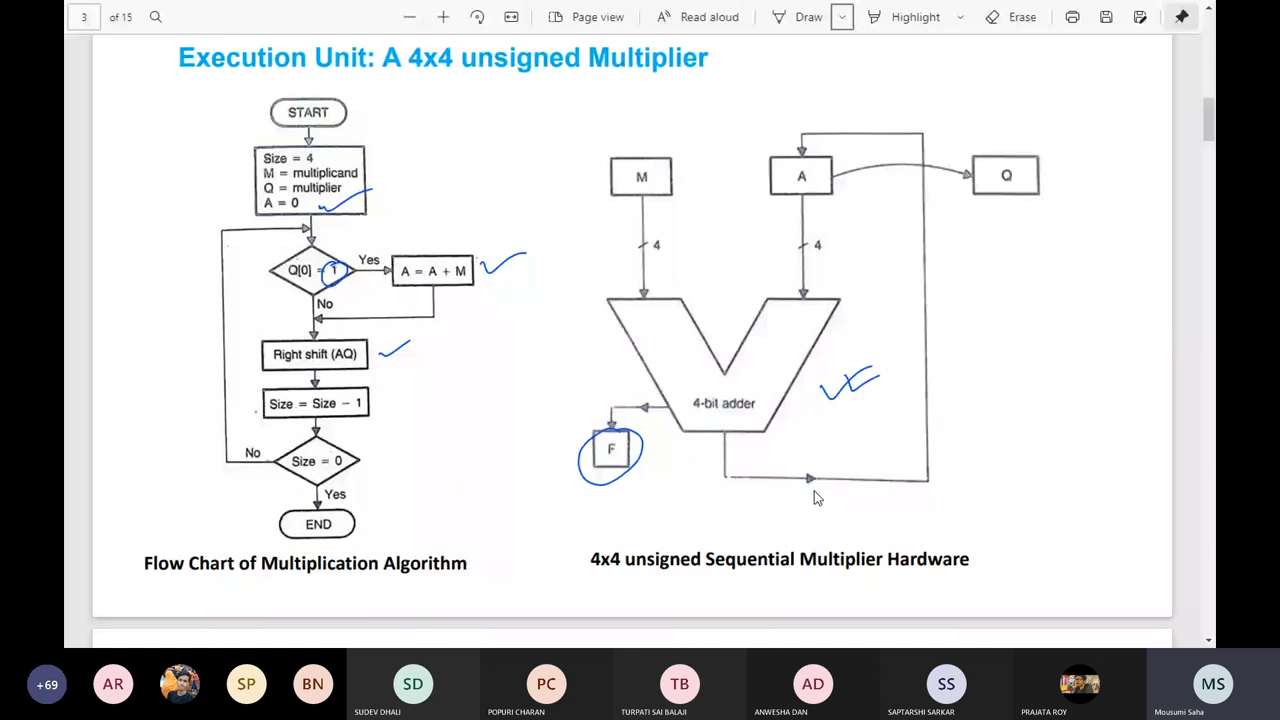 3 of 15 Page view Read aloud Draw Highlight Erase
Execution Unit: A 4x4 unsigned Multiplier
START
Size = 4
M = multiplicand
Q = multiplier
A = 0
Q[0] = 1
Yes
A = A + M
No
Right shift (AQ)
Size = Size − 1
No
Size = 0
Yes
END
M
A
Q
4
4
4-bit adder
F
Flow Chart of Multiplication Algorithm
4x4 unsigned Sequential Multiplier Hardware
+69 AR SP BN SD PC TB AD SS MS
SUDEV DHALI POPURI CHARAN TURPATI SAI BALAJI ANWESHA DAN SAPTARSHI SARKAR PRAJATA ROY Mousumi Saha